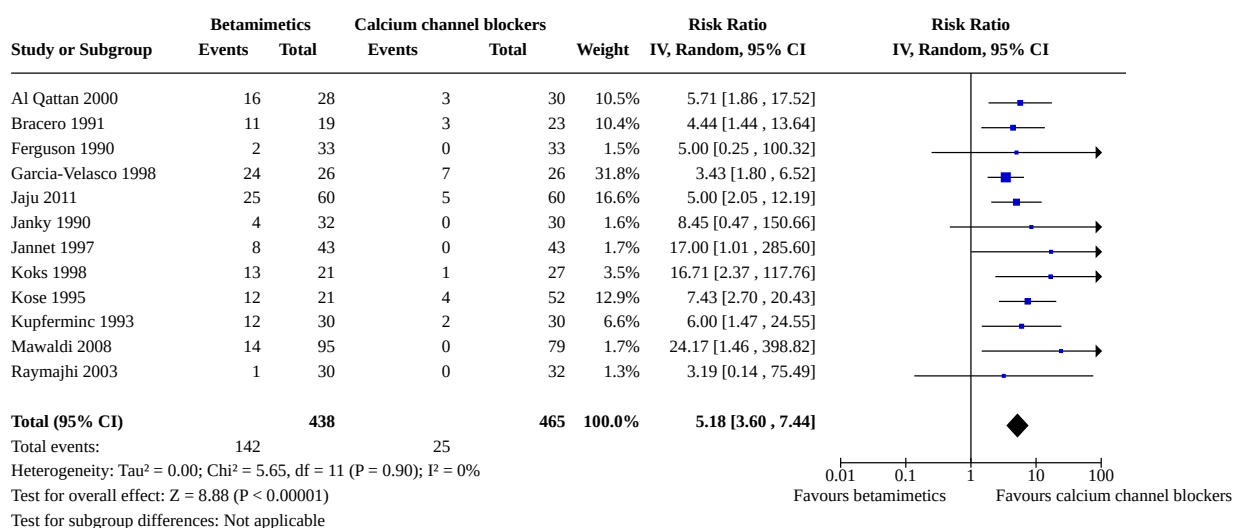 Betamimetics Calcium channel blockers Risk Ratio Risk Ratio
Study or Subgroup Events Total Events Total Weight IV, Random, 95% CI IV, Random, 95% CI
Al Qattan 2000 16 28 3 30 10.5% 5.71 [1.86 , 17.52]
Bracero 1991 11 19 3 23 10.4% 4.44 [1.44 , 13.64]
Ferguson 1990 2 33 0 33 1.5% 5.00 [0.25 , 100.32]
Garcia-Velasco 1998 24 26 7 26 31.8% 3.43 [1.80 , 6.52]
Jaju 2011 25 60 5 60 16.6% 5.00 [2.05 , 12.19]
Janky 1990 4 32 0 30 1.6% 8.45 [0.47 , 150.66]
Jannet 1997 8 43 0 43 1.7% 17.00 [1.01 , 285.60]
Koks 1998 13 21 1 27 3.5% 16.71 [2.37 , 117.76]
Kose 1995 12 21 4 52 12.9% 7.43 [2.70 , 20.43]
Kupferminc 1993 12 30 2 30 6.6% 6.00 [1.47 , 24.55]
Mawaldi 2008 14 95 0 79 1.7% 24.17 [1.46 , 398.82]
Raymajhi 2003 1 30 0 32 1.3% 3.19 [0.14 , 75.49]
Total (95% CI) 438 465 100.0% 5.18 [3.60 , 7.44]
Total events: 142 25
Heterogeneity: Tau² = 0.00; Chi² = 5.65, df = 11 (P = 0.90); I² = 0%
0.01 0.1 1 10 100
Test for overall effect: Z = 8.88 (P < 0.00001)
Favours betamimetics Favours calcium channel blockers
Test for subgroup differences: Not applicable